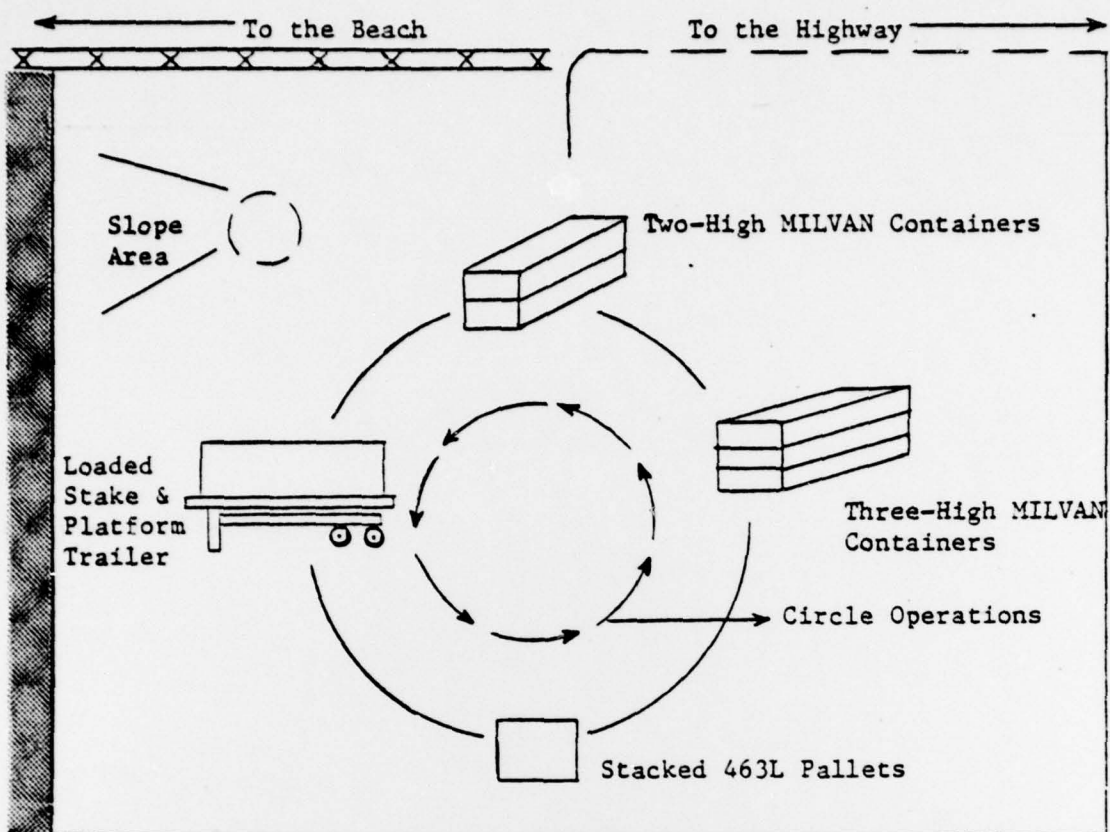 To the Beach
To the Highway
Slope
Area
Two-High MILVAN Containers
Loaded
Stake &
Platform
Trailer
Three-High MILVAN
Containers
Circle Operations
Stacked 463L Pallets